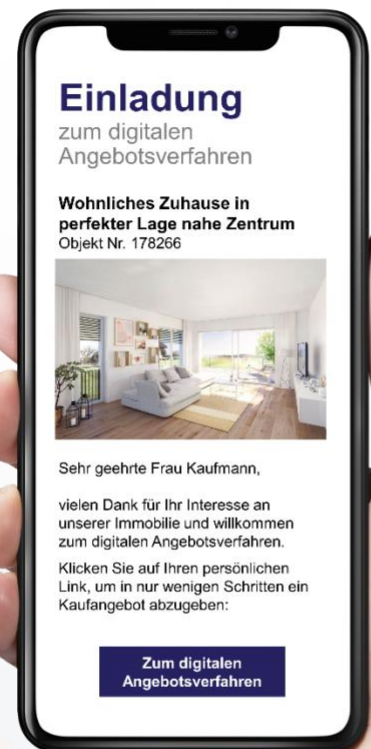 Einladung
zum digitalen
Angebotsverfahren
Wohnliches Zuhause in
perfekter Lage nahe Zentrum
Objekt Nr. 178266
Sehr geehrte Frau Kaufmann,
vielen Dank für Ihr Interesse an
unserer Immobilie und willkommen
zum digitalen Angebotsverfahren.
Klicken Sie auf Ihren persönlichen
Link, um in nur wenigen Schritten ein
Kaufangebot abzugeben:
Zum digitalen
Angebotsverfahren